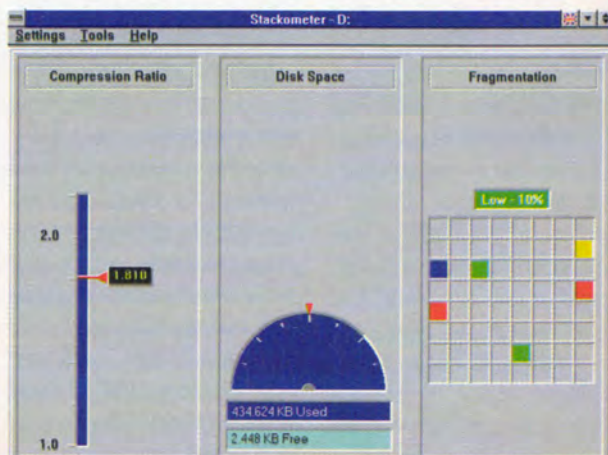 Stackometer - D:
Settings Tools Help
Compression Ratio
Disk Space
Fragmentation
Low - 10%
2.0
1.810
434.624 KB Used
2.448 KB Free
1.0